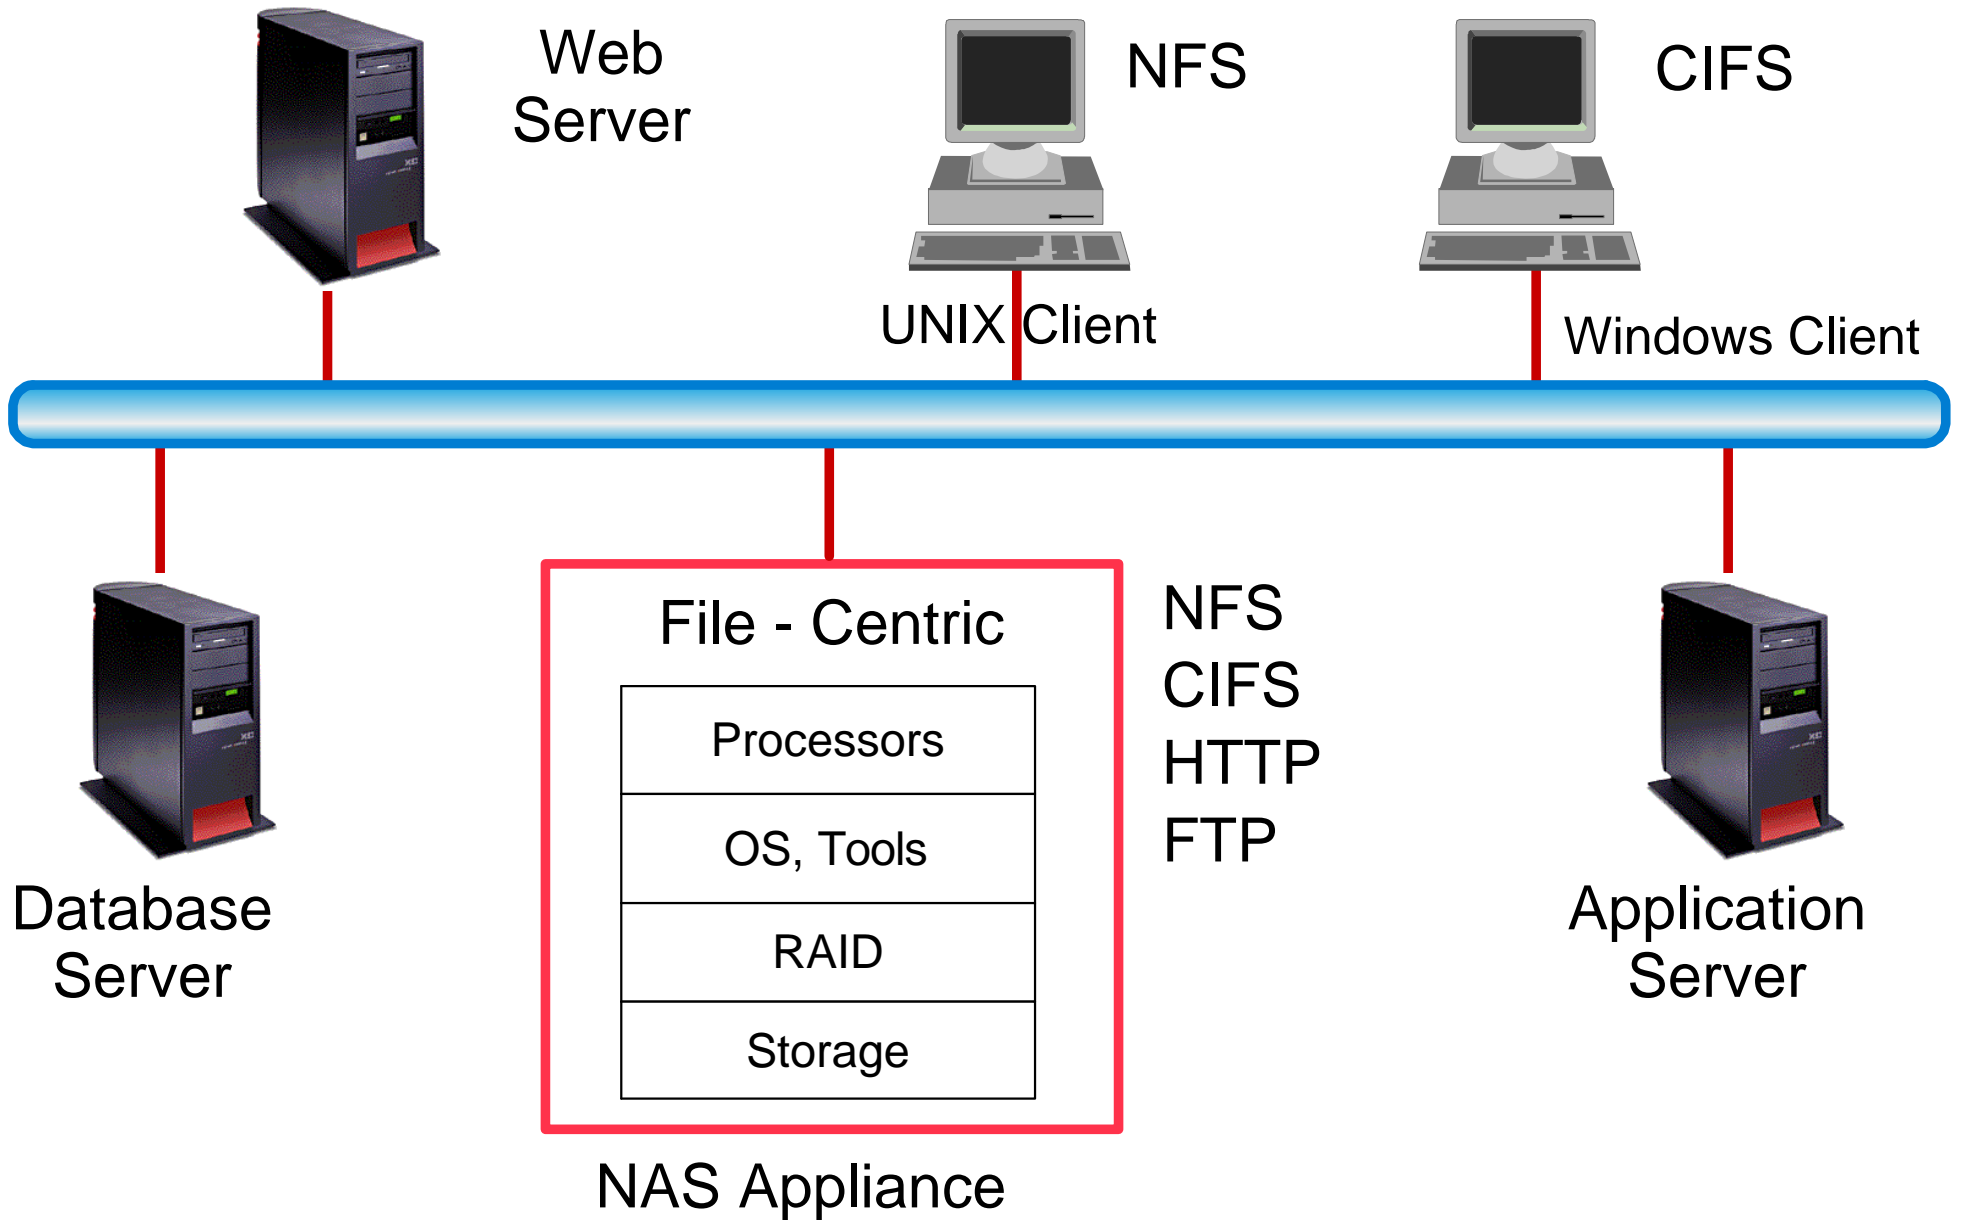 Web
Server
NFS
CIFS
UNIX Client
Windows Client
File - Centric
Processors
OS, Tools
RAID
Storage
NFS
CIFS
HTTP
FTP
Database
Server
Application
Server
NAS Appliance